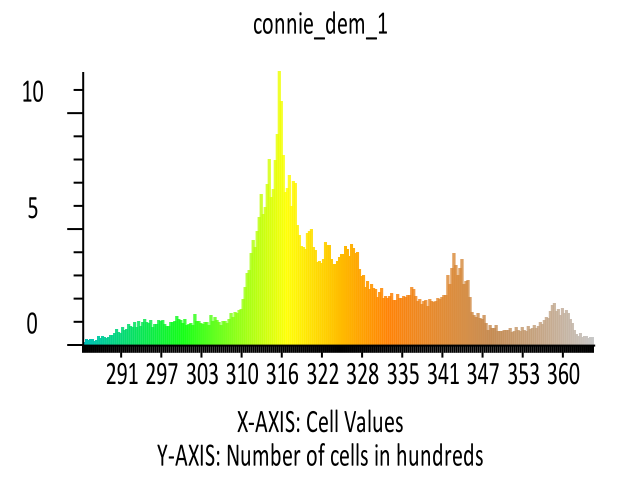 connie_dem_1
10
5
0
291 297 303 310 316 322 328 335 341 347 353 360
X-AXIS: Cell Values
Y-AXIS: Number of cells in hundreds